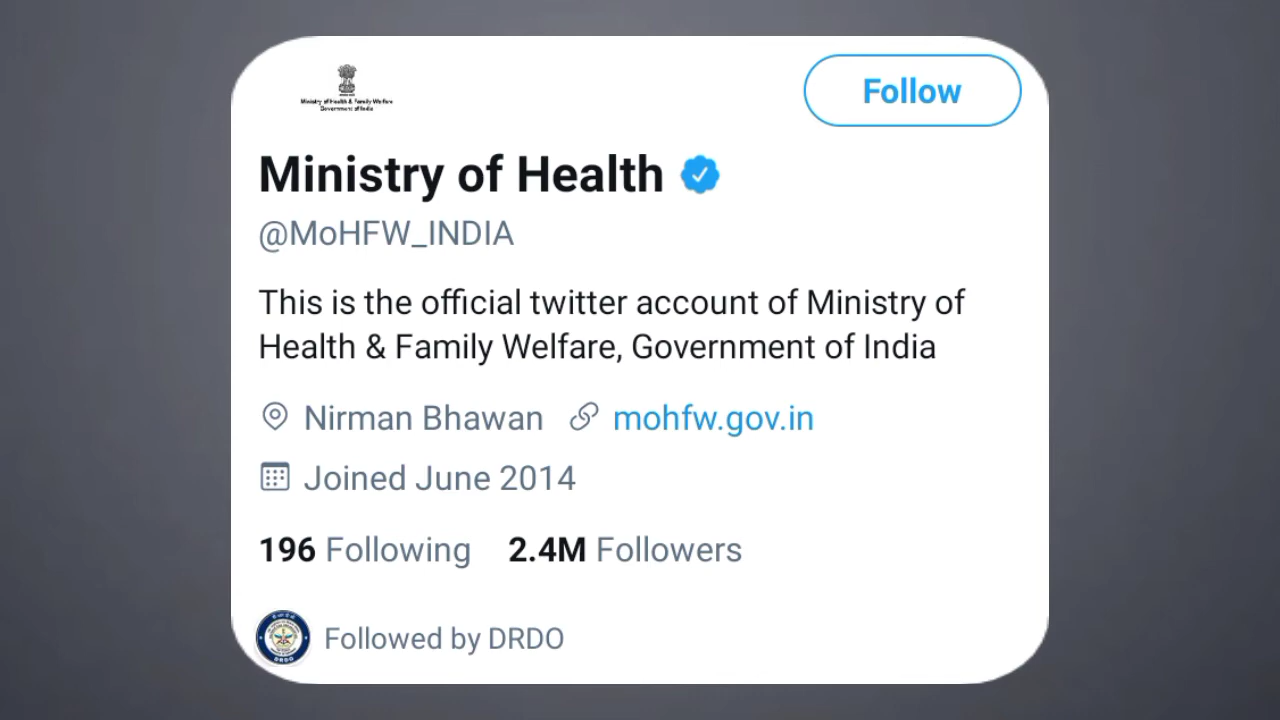 Ministry of Health & Family Welfare
Government of India
Follow
Ministry of Health
@MoHFW_INDIA
This is the official twitter account of Ministry of
Health & Family Welfare, Government of India
Nirman Bhawan mohfw.gov.in
Joined June 2014
196 Following 2.4M Followers
DRDO
Followed by DRDO